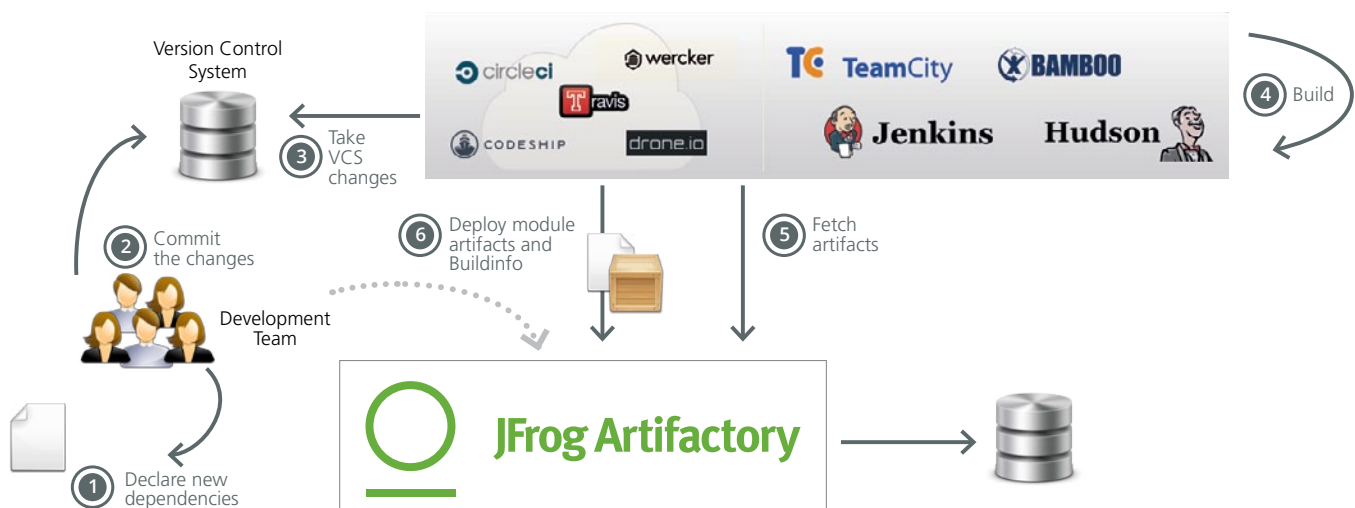 Version Control
System
circleci
wercker
Travis
CODESHIP
drone.io
TC TeamCity
BAMBOO
Jenkins
Hudson
4 Build
3 Take
VCS
changes
2 Commit
the changes
6 Deploy module
artifacts and
Buildinfo
5 Fetch
artifacts
Development
Team
JFrog Artifactory
1 Declare new
dependencies